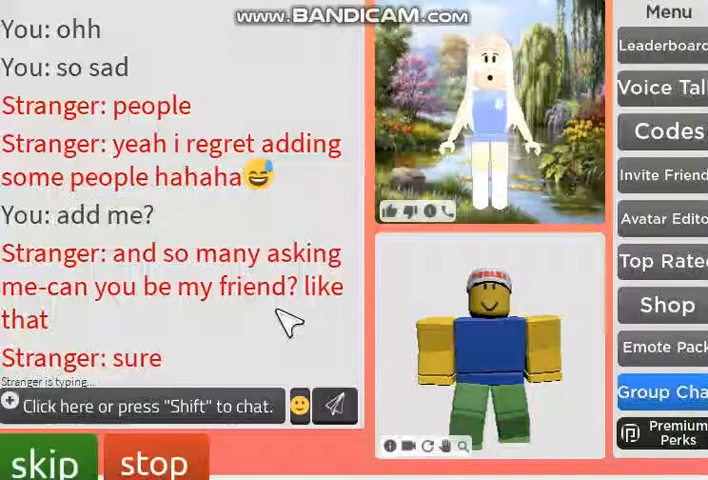 WWW.BANDICAM.COM
You: ohh
You: so sad
Stranger: people
Stranger: yeah i regret adding
some people hahaha😅
You: add me?
Stranger: and so many asking
me-can you be my friend? like
that
Stranger: sure
Stranger is typing...
Click here or press "Shift" to chat.
skip
stop
Menu
Leaderboard
Voice Tal
Codes
Invite Friend
Avatar Edito
Top Rate
Shop
Emote Pack
Group Cha
Premium
Perks